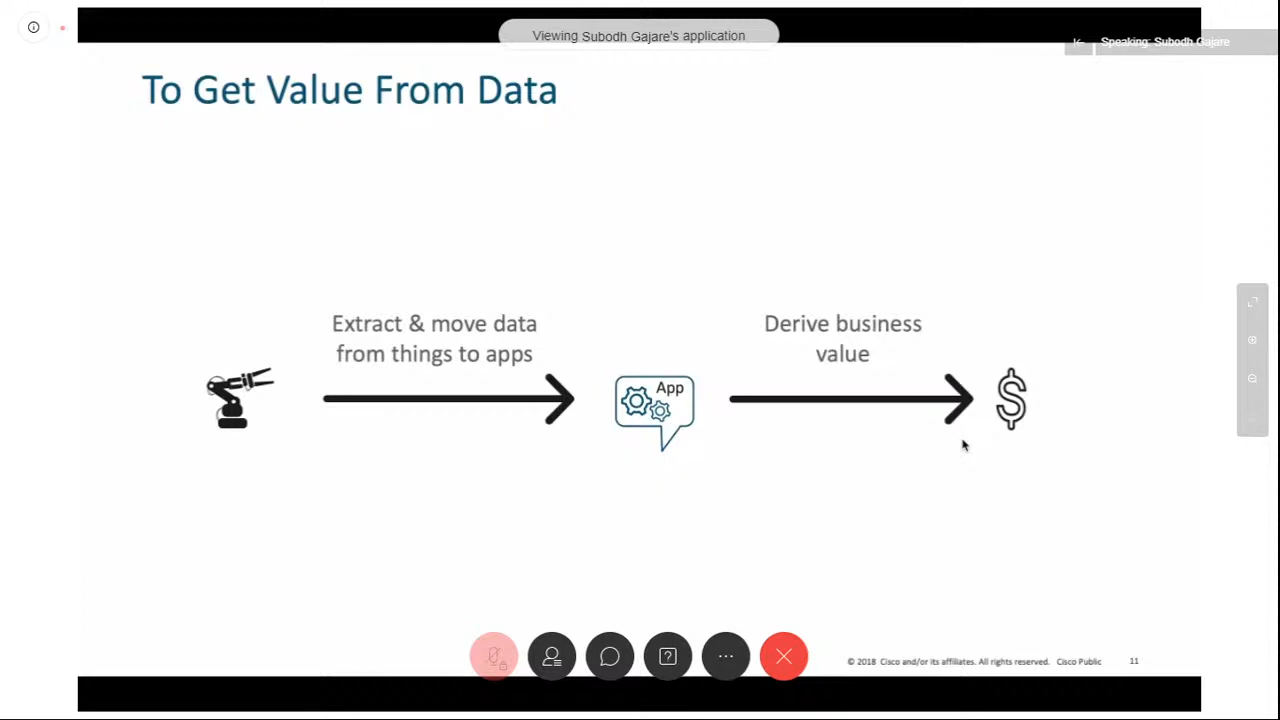 Viewing Subodh Gajare's application
Speaking: Subodh Gajare
To Get Value From Data
Extract & move data
from things to apps
Derive business
value
App
© 2018 Cisco and/or its affiliates. All rights reserved. Cisco Public 11